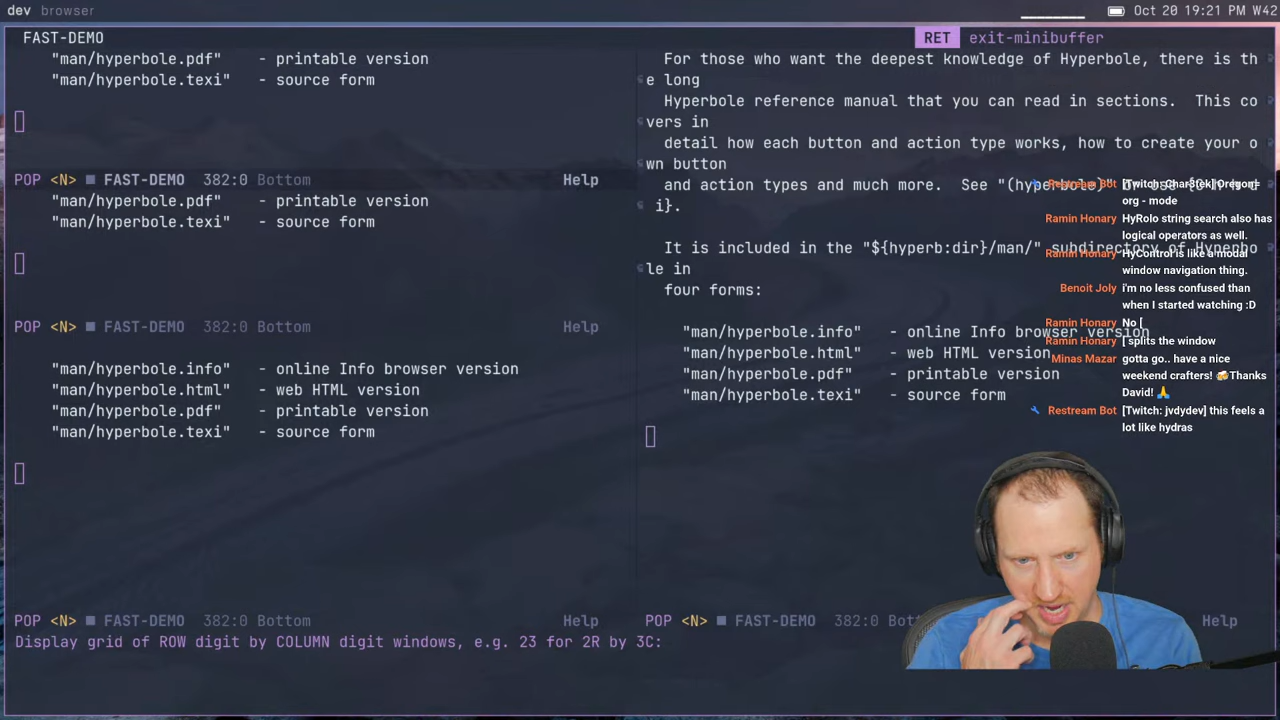 dev browser
Oct 20 19:21 PM W42
FAST-DEMO
RET exit-minibuffer
"man/hyperbole.pdf" - printable version
"man/hyperbole.texi" - source form
POP <N> FAST-DEMO 382:0 Bottom Help
"man/hyperbole.pdf" - printable version
"man/hyperbole.texi" - source form
POP <N> FAST-DEMO 382:0 Bottom Help
"man/hyperbole.info" - online Info browser version
"man/hyperbole.html" - web HTML version
"man/hyperbole.pdf" - printable version
"man/hyperbole.texi" - source form
POP <N> FAST-DEMO 382:0 Bottom Help
For those who want the deepest knowledge of Hyperbole, there is th
e long
Hyperbole reference manual that you can read in sections. This co
vers in
detail how each button and action type works, how to create your o
wn button
and action types and much more. See "(hyperbole)"
i}.
It is included in the "${hyperb:dir}/man/" subdirectory of Hyperbo
le in
four forms:
"man/hyperbole.info" - online Info browser version
"man/hyperbole.html" - web HTML version
"man/hyperbole.pdf" - printable version
"man/hyperbole.texi" - source form
POP <N> FAST-DEMO 382:0 Help
Restream Bot [Twitch:
org - mode
Ramin Honary HyRolo string search also has
logical operators as well.
Ramin Honary HyControl is like a modal
window navigation thing.
Benoit Joly i'm no less confused than
when I started watching :D
Ramin Honary No [
Ramin Honary [ splits the window
Minas Mazar gotta go.. have a nice
weekend crafters! 🍻Thanks
David! 🙏
Restream Bot [Twitch: jvdydev] this feels a
lot like hydras
Display grid of ROW digit by COLUMN digit windows, e.g. 23 for 2R by 3C: